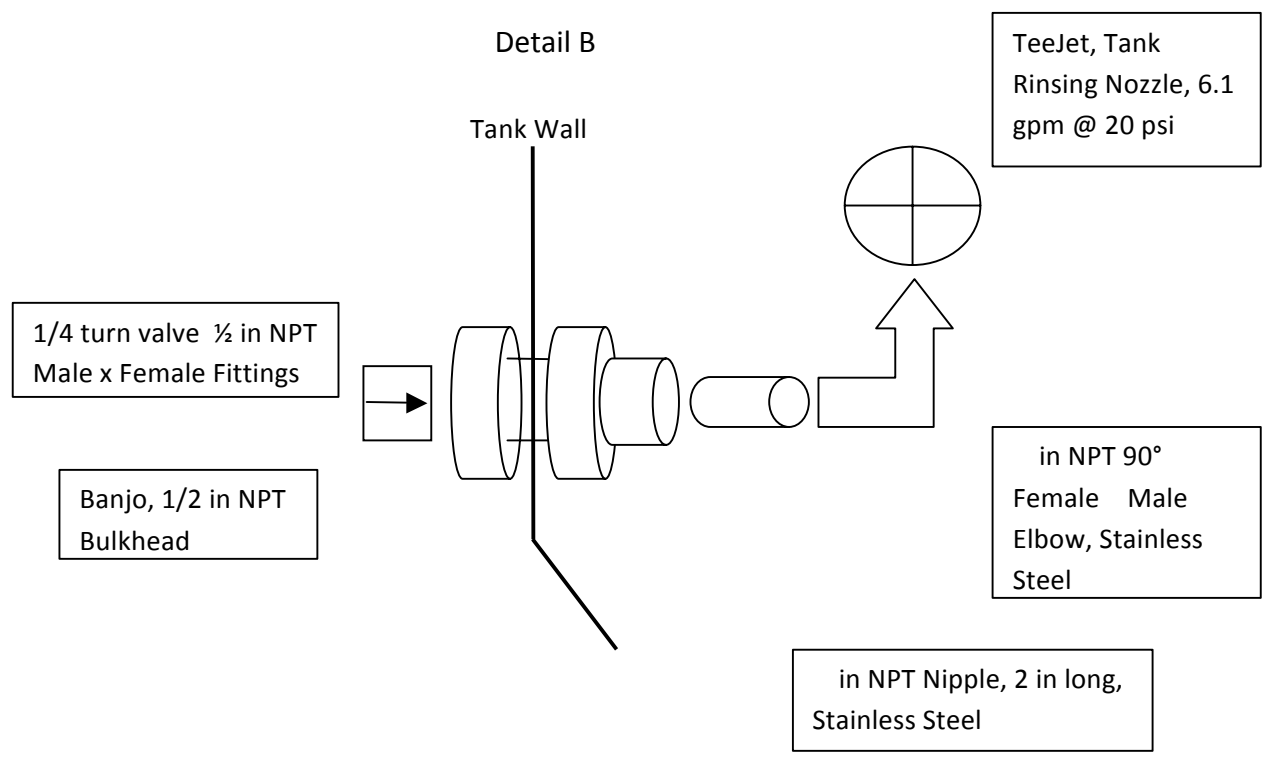 Detail B
TeeJet, Tank
Rinsing Nozzle, 6.1
gpm @ 20 psi
Tank Wall
1/4 turn valve ½ in NPT
Male x Female Fittings
Banjo, 1/2 in NPT
Bulkhead
in NPT 90°
Female Male
Elbow, Stainless
Steel
in NPT Nipple, 2 in long,
Stainless Steel